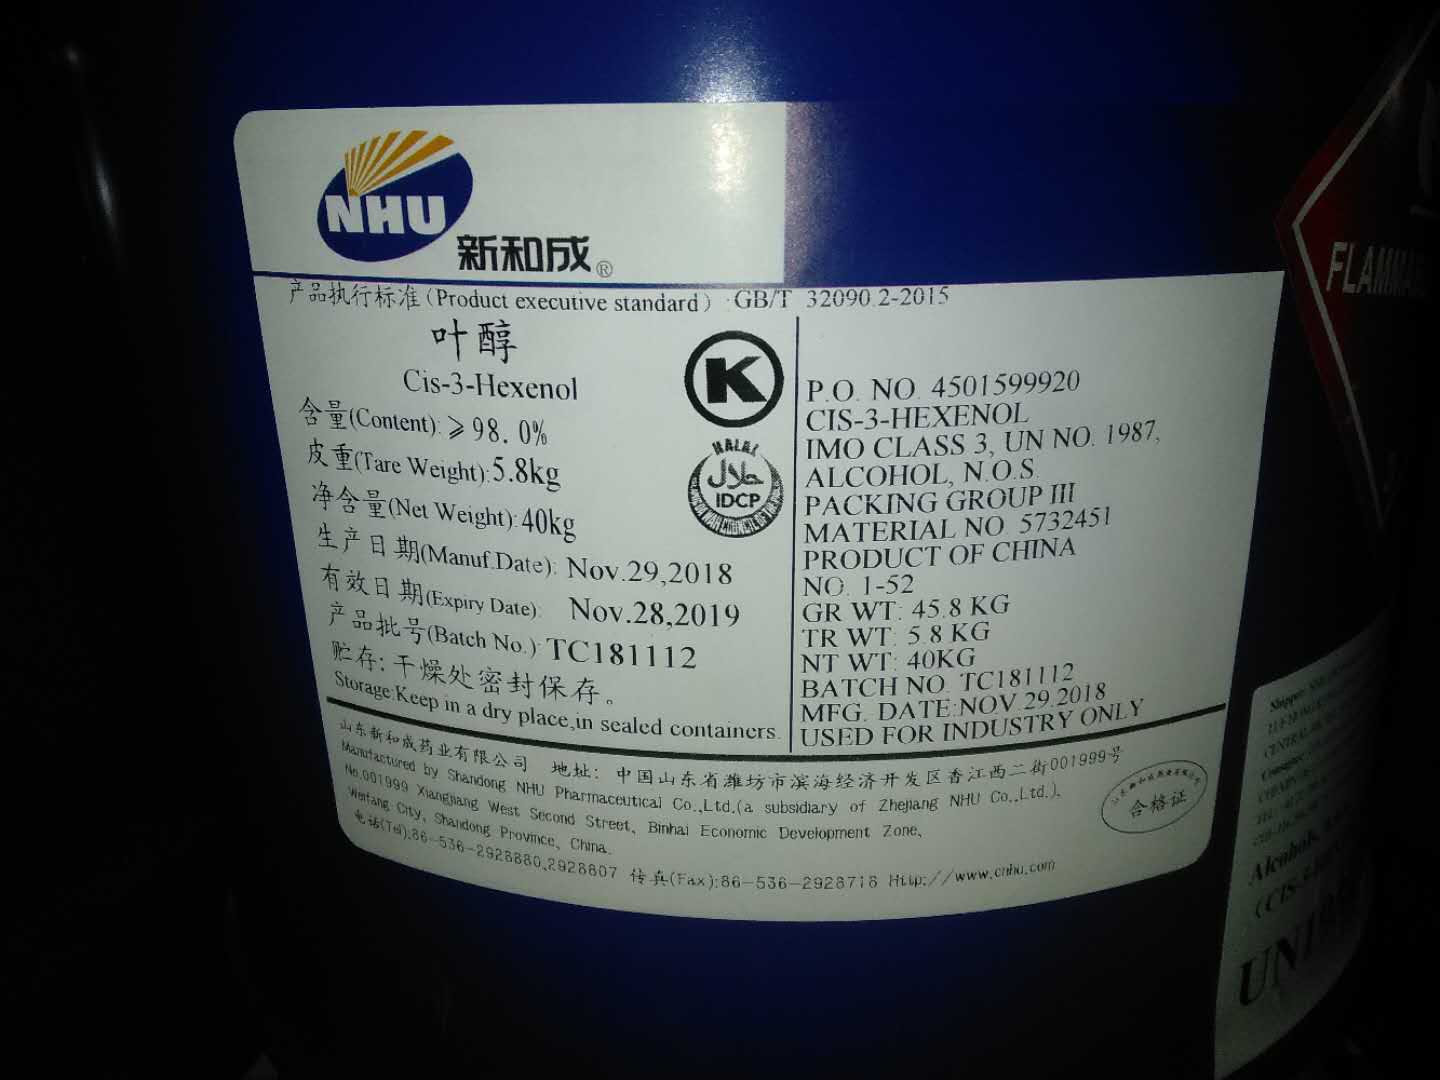 NHU
新和成®
产品执行标准(Product executive standard) :GB/T 32090.2-2015
叶醇
Cis-3-Hexenol
含量(Content):≥98.0%
皮重(Tare Weight):5.8kg
净含量(Net Weight):40kg
生产日期(Manuf.Date): Nov.29,2018
有效日期(Expiry Date): Nov.28,2019
产品批号(Batch No.):TC181112
贮存:干燥处密封保存。
Storage:Keep in a dry place,in sealed containers.
K
HALAL
حلال
IDCP
P.O. NO. 4501599920
CIS-3-HEXENOL
IMO CLASS 3, UN NO. 1987,
ALCOHOL, N.O.S.
PACKING GROUP III
MATERIAL NO. 5732451
PRODUCT OF CHINA
NO. 1-52
GR WT: 45.8 KG
TR WT: 5.8 KG
NT WT: 40KG
BATCH NO. TC181112
MFG. DATE:NOV.29.2018
USED FOR INDUSTRY ONLY
山东新和成药业有限公司 地址: 中国山东省潍坊市滨海经济开发区香江西二街001999号
Manufactured by Shandong NHU Pharmaceutical Co.,Ltd.(a subsidiary of Zhejiang NHU Co.,Ltd.)、
No.001999 Xiangjiang West Second Street、Binhai Economic Development Zone、
Weifang City、Shandong Province、China.
电话(Tel):86-536-2928880,2928807 传真(Fax):86-536-2928718 Http://www.cnhu.com
合格证
Shipper:
Consignee
Alcohols,